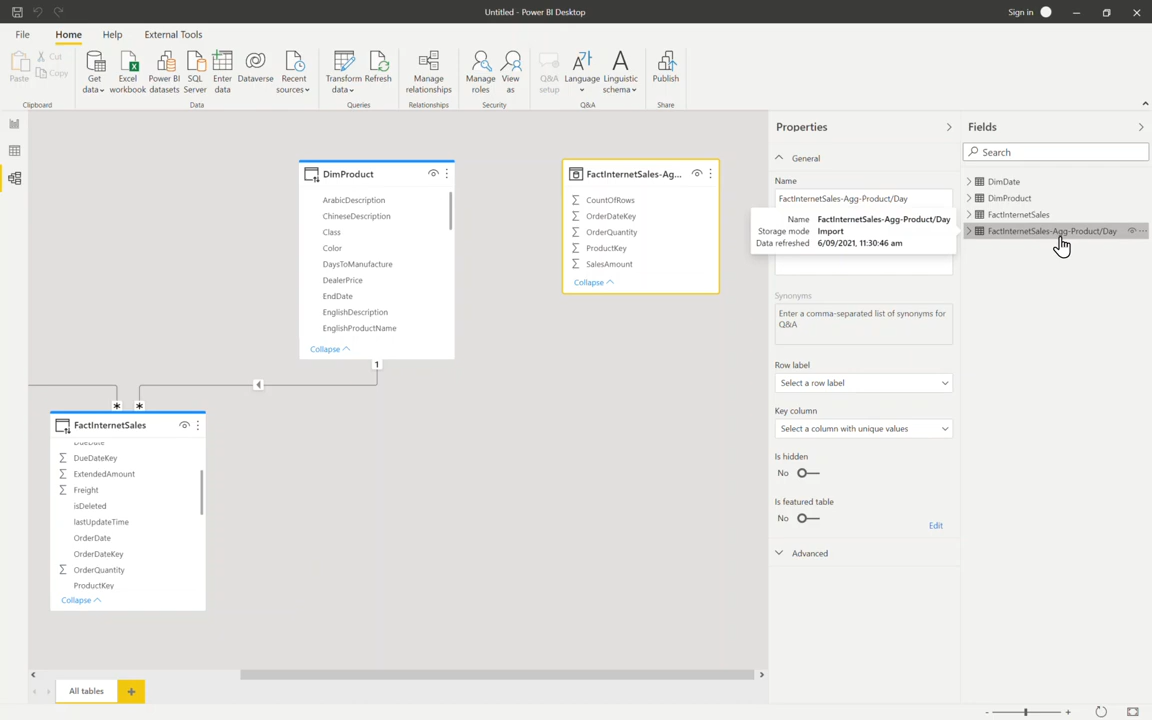 Untitled - Power BI Desktop
Sign in
File
Home
Help
External Tools
Paste
Cut
Copy
Get data
Excel workbook
Power BI datasets
SQL Server
Enter data
Dataverse
Recent sources
Transform data
Refresh
Manage relationships
Manage roles
View as
Q&A setup
Language
Linguistic schema
Publish
Clipboard
Data
Queries
Relationships
Security
Q&A
Share
DimProduct
ArabicDescription
ChineseDescription
Class
Color
DaysToManufacture
DealerPrice
EndDate
EnglishDescription
EnglishProductName
Collapse
1
*
*
FactInternetSales
DueDate
DueDateKey
ExtendedAmount
Freight
isDeleted
lastUpdateTime
OrderDate
OrderDateKey
OrderQuantity
ProductKey
Collapse
FactInternetSales-Ag...
CountOfRows
OrderDateKey
OrderQuantity
ProductKey
SalesAmount
Collapse
Properties
General
Name
FactInternetSales-Agg-Product/Day
Name FactInternetSales-Agg-Product/Day
Storage mode Import
Data refreshed 6/09/2021, 11:30:46 am
Synonyms
Enter a comma-separated list of synonyms for
Q&A
Row label
Select a row label
Key column
Select a column with unique values
Is hidden
No
Is featured table
No
Edit
Advanced
Fields
Search
DimDate
DimProduct
FactInternetSales
FactInternetSales-Agg-Product/Day
All tables
+
- +